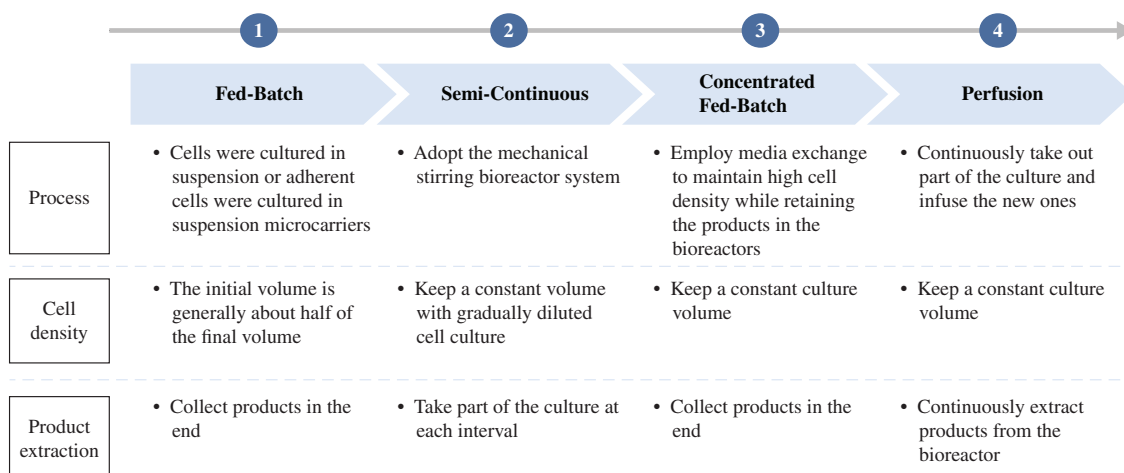 1
2
3
4
Fed-Batch
Semi-Continuous
Concentrated
Fed-Batch
Perfusion
Process
• Cells were cultured in
suspension or adherent
cells were cultured in
suspension microcarriers
• Adopt the mechanical
stirring bioreactor system
• Employ media exchange
to maintain high cell
density while retaining
the products in the
bioreactors
• Continuously take out
part of the culture and
infuse the new ones
Cell
density
• The initial volume is
generally about half of
the final volume
• Keep a constant volume
with gradually diluted
cell culture
• Keep a constant culture
volume
• Keep a constant culture
volume
Product
extraction
• Collect products in the
end
• Take part of the culture at
each interval
• Collect products in the
end
• Continuously extract
products from the
bioreactor